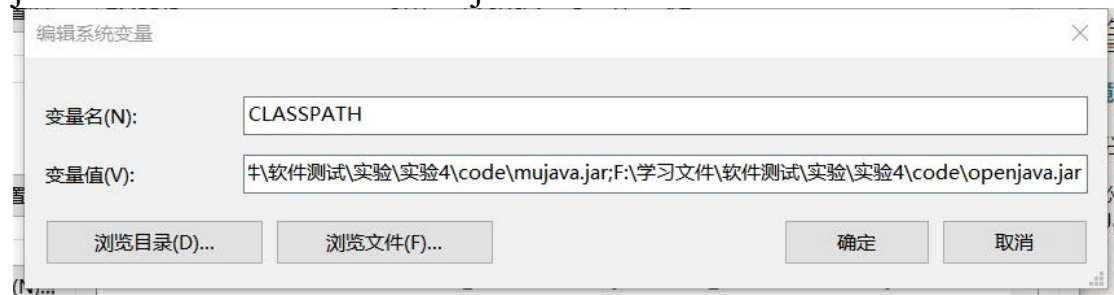 编辑系统变量
变量名(N):
CLASSPATH
变量值(V):
\软件测试\实验\实验4\code\mujava.jar;F:\学习文件\软件测试\实验\实验4\code\openjava.jar
浏览目录(D)...
浏览文件(F)...
确定
取消
(N)...